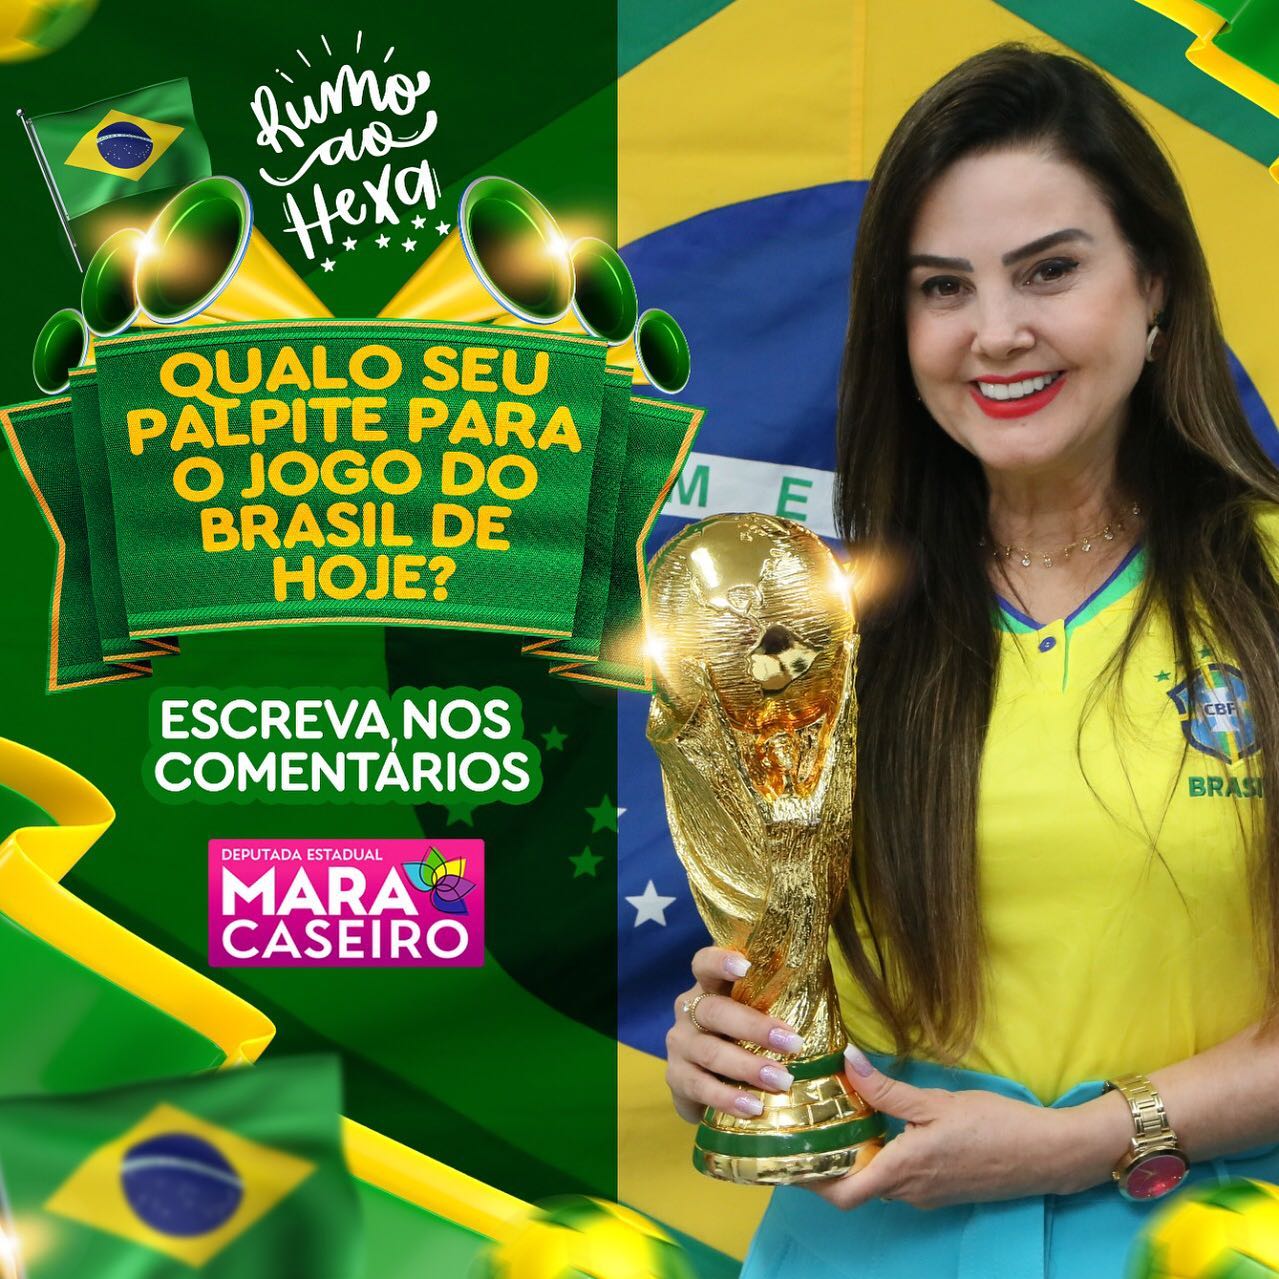 Rumo
ao
Hexa
QUALO SEU
PALPITE PARA
O JOGO DO
BRASIL DE
HOJE?
ESCREVA NOS
COMENTÁRIOS
DEPUTADA ESTADUAL
MARA
CASEIRO
M E
CBF
BRASI